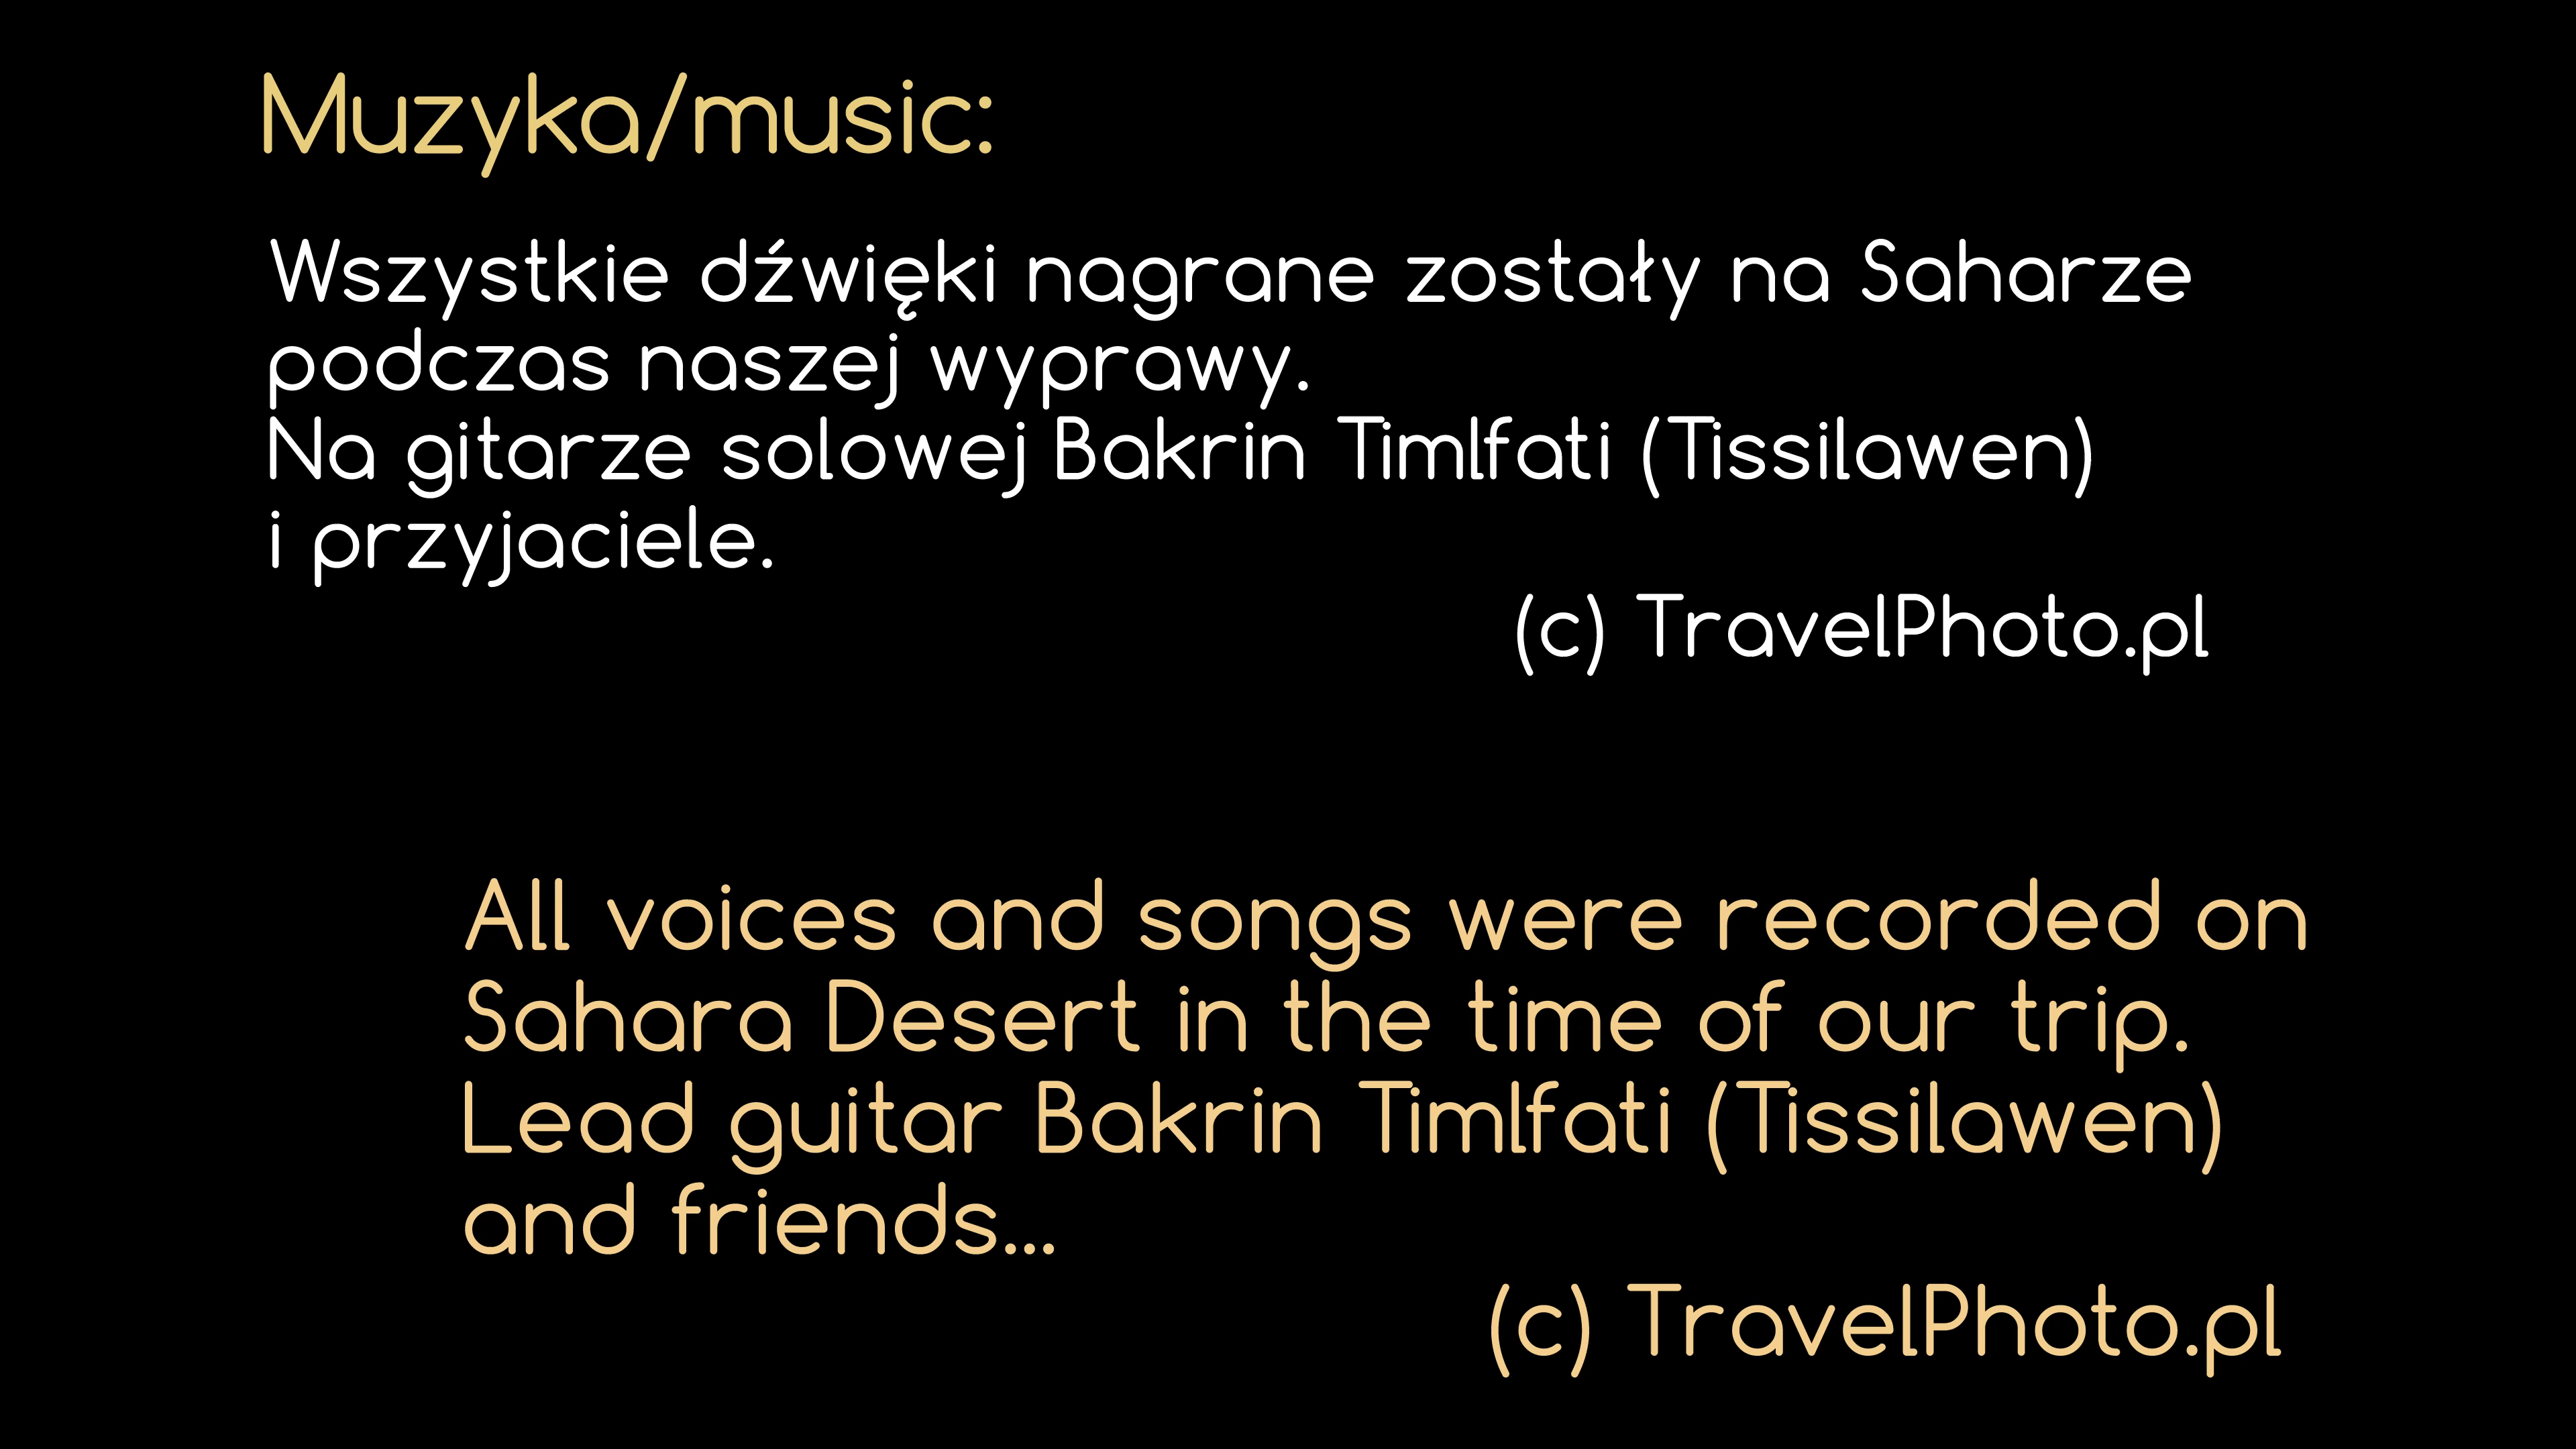 Muzyka/music:
Wszystkie dźwięki nagrane zostały na Saharze
podczas naszej wyprawy.
Na gitarze solowej Bakrin Timlfati (Tissilawen)
i przyjaciele.
(c) TravelPhoto.pl
All voices and songs were recorded on
Sahara Desert in the time of our trip.
Lead guitar Bakrin Timlfati (Tissilawen)
and friends...
(c) TravelPhoto.pl